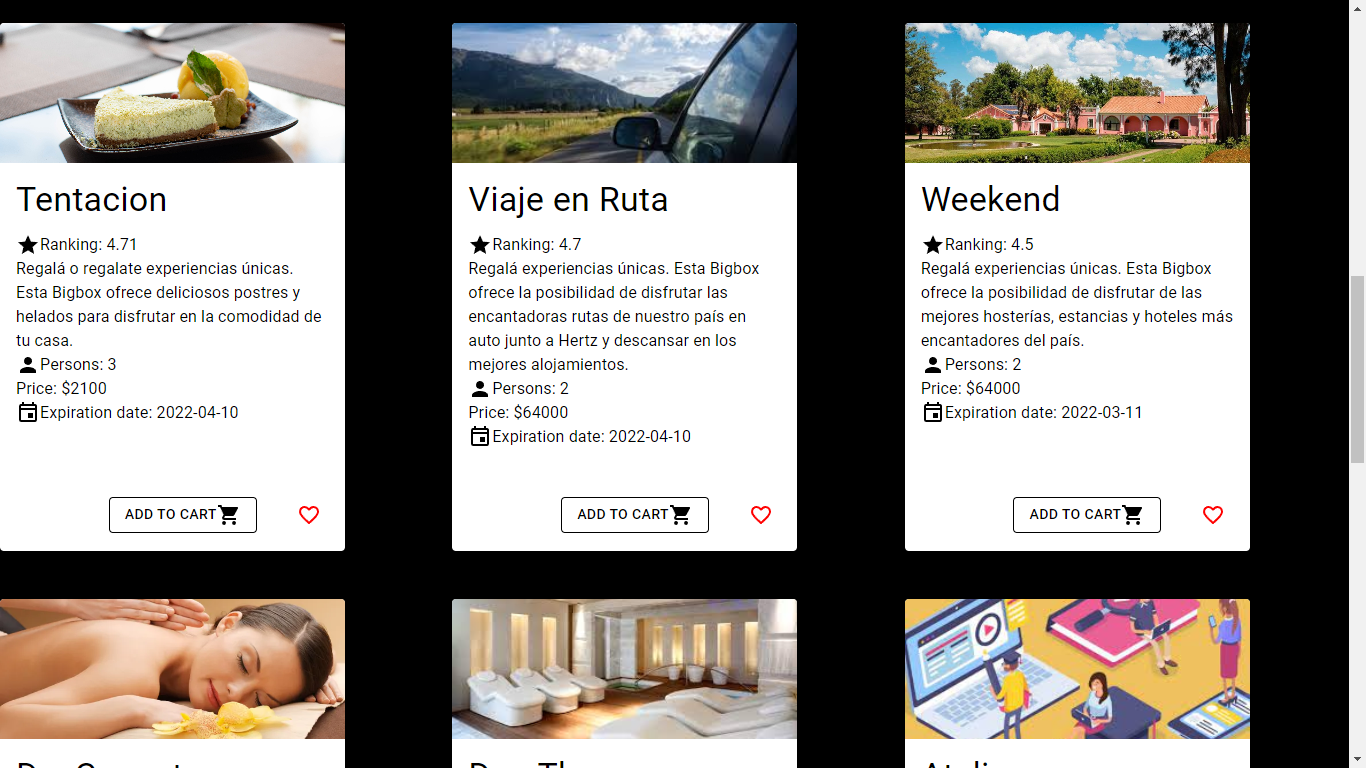 Tentacion
Ranking: 4.71
Regalá o regalate experiencias únicas.
Esta Bigbox ofrece deliciosos postres y
helados para disfrutar en la comodidad de
tu casa.
Persons: 3
Price: $2100
Expiration date: 2022-04-10
ADD TO CART
Viaje en Ruta
Ranking: 4.7
Regalá experiencias únicas. Esta Bigbox
ofrece la posibilidad de disfrutar las
encantadoras rutas de nuestro país en
auto junto a Hertz y descansar en los
mejores alojamientos.
Persons: 2
Price: $64000
Expiration date: 2022-04-10
ADD TO CART
Weekend
Ranking: 4.5
Regalá experiencias únicas. Esta Bigbox
ofrece la posibilidad de disfrutar de las
mejores hosterías, estancias y hoteles más
encantadores del país.
Persons: 2
Price: $64000
Expiration date: 2022-03-11
ADD TO CART